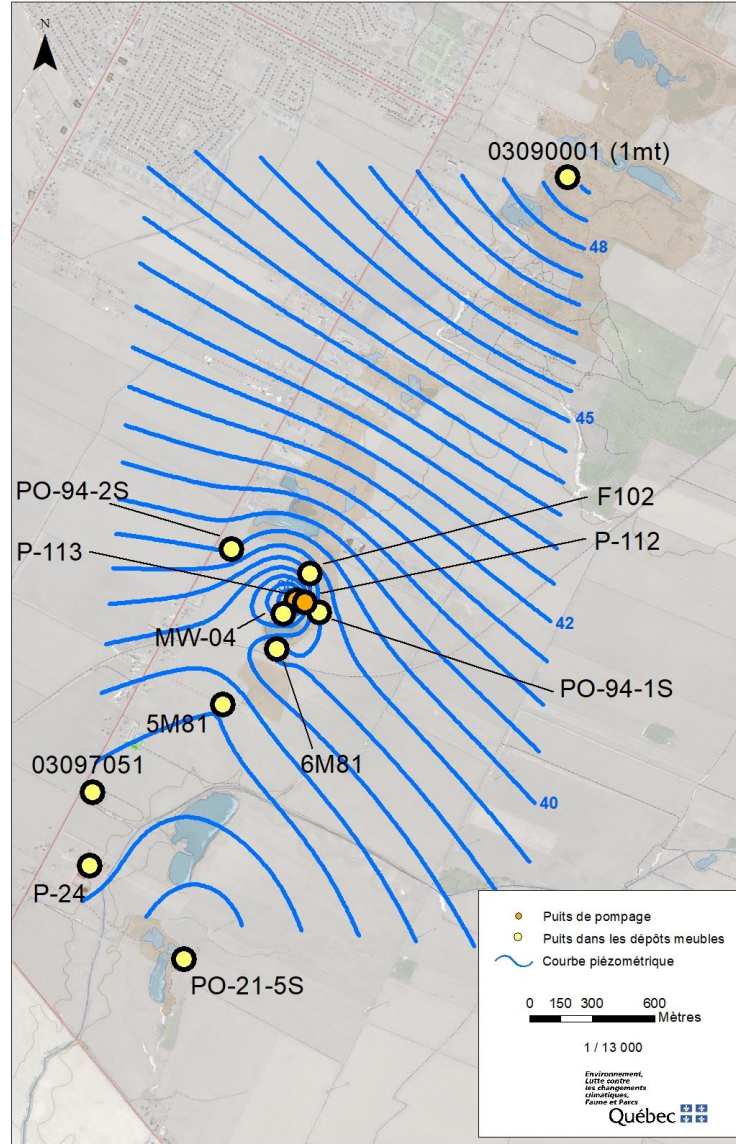 N
03090001 (1mt)
48
45
PO-94-2S
F102
P-113
P-112
42
MW-04
PO-94-1S
5M81
6M81
03097051
40
P-24
PO-21-5S
Puits de pompage
Puits dans les dépôts meubles
Courbe piézométrique
0 150 300 600
Mètres
1 / 13 000
Environnement,
Lutte contre
les changements
climatiques,
Faune et Parcs
Québec